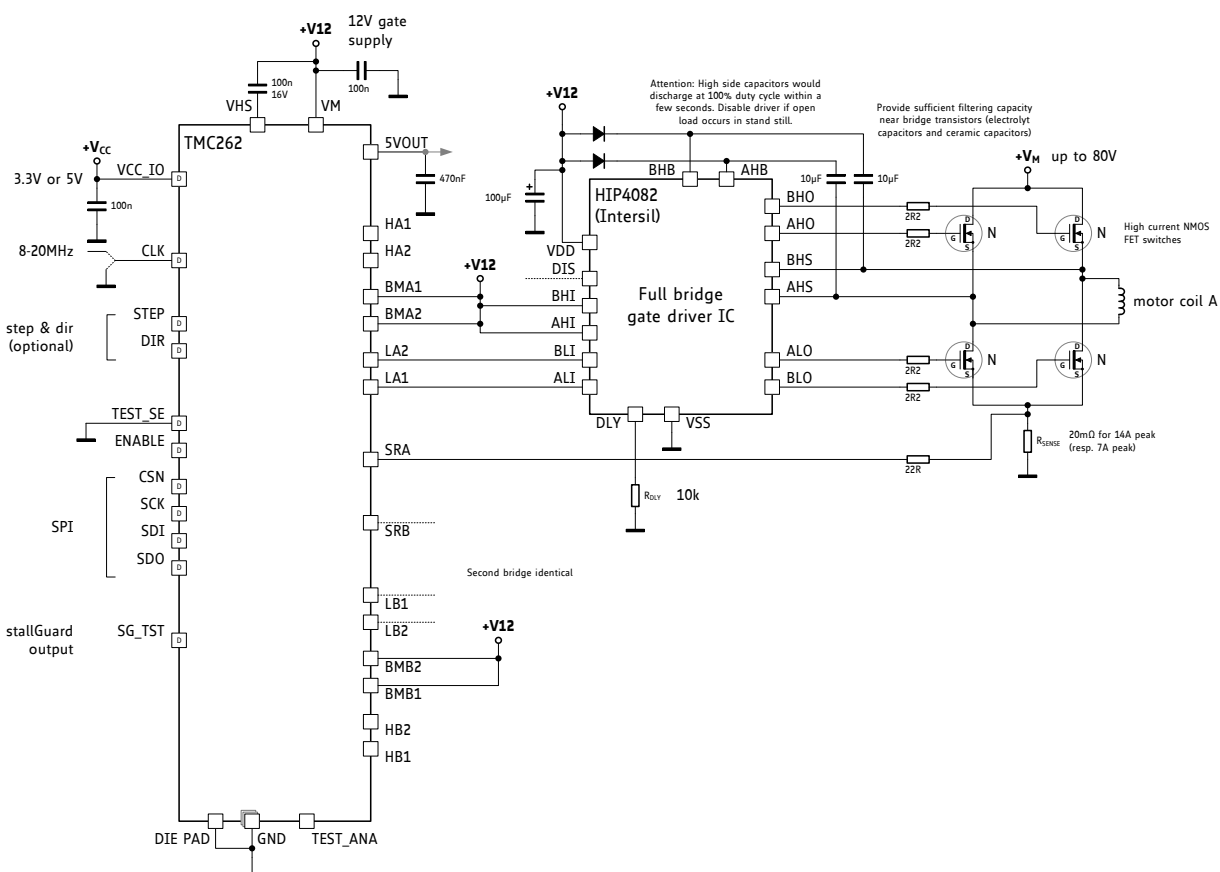 +V12
12V gate
supply
100n
16V
100n
VHS
VM
TMC262
+VCC
3.3V or 5V
VCC_IO
D
100n
8-20MHz
CLK
D
STEP
D
step & dir
(optional)
DIR
D
TEST_SE
D
ENABLE
D
CSN
D
SCK
D
SPI
SDI
D
SDO
D
stallGuard
output
SG_TST
D
DIE PAD
GND
TEST_ANA
5VOUT
470nF
HA1
HA2
BMA1
BMA2
+V12
LA2
LA1
SRA
SRB
Second bridge identical
LB1
LB2
+V12
BMB2
BMB1
HB2
HB1
+V12
100µF
+
Attention: High side capacitors would
discharge at 100% duty cycle within a
few seconds. Disable driver if open
load occurs in stand still.
Provide sufficient filtering capacity
near bridge transistors (electrolyt
capacitors and ceramic capacitors)
BHB
AHB
10µF
10µF
HIP4082
(Intersil)
Full bridge
gate driver IC
VDD
DIS
BHI
AHI
BLI
ALI
DLY
VSS
RDLY
10k
BHO
AHO
BHS
AHS
ALO
BLO
2R2
2R2
2R2
2R2
22R
+VM
up to 80V
D
G
S
N
D
G
S
N
High current NMOS
FET switches
motor coil A
D
G
S
N
D
G
S
N
RSENSE
20mΩ for 14A peak
(resp. 7A peak)